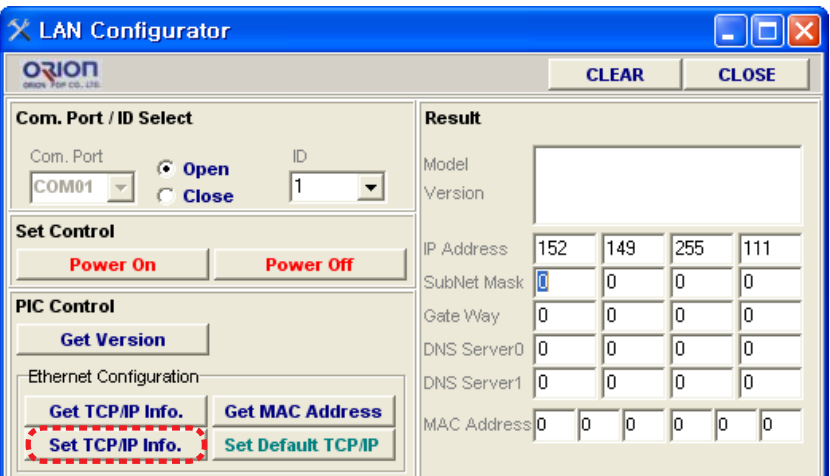 LAN Configurator
ORION
ORION PDP CO., LTD.
CLEAR
CLOSE
Com. Port / ID Select
Com. Port
COM01
Open
Close
ID
1
Set Control
Power On
Power Off
PIC Control
Get Version
Ethernet Configuration
Get TCP/IP Info.
Get MAC Address
Set TCP/IP Info.
Set Default TCP/IP
Result
Model
Version
IP Address 152 149 255 111
SubNet Mask 0 0 0 0
Gate Way 0 0 0 0
DNS Server0 0 0 0 0
DNS Server1 0 0 0 0
MAC Address 0 0 0 0 0 0